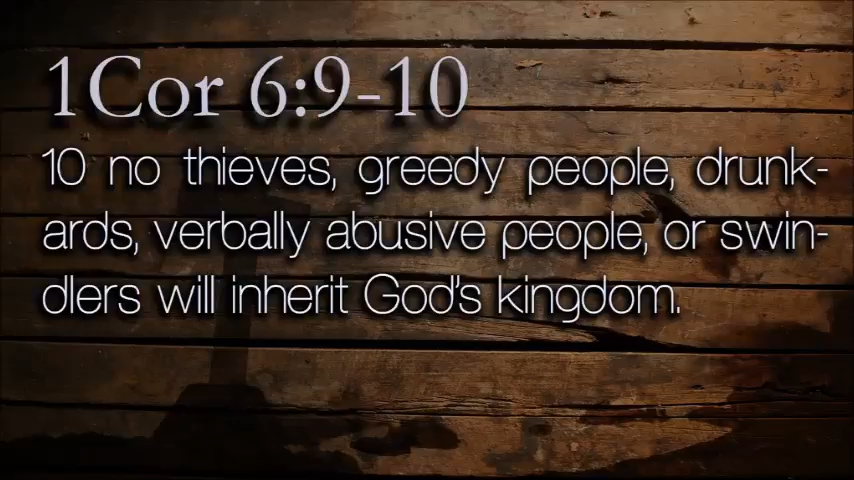 1Cor 6:9-10
10 no thieves, greedy people, drunk-
ards, verbally abusive people, or swin-
dlers will inherit God's kingdom.